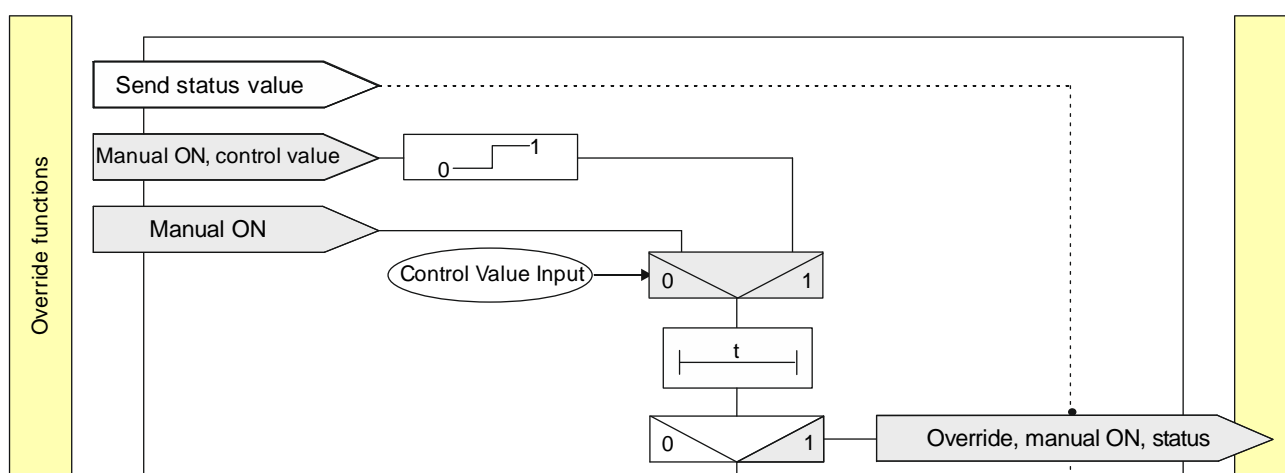 Override functions
Send status value
Manual ON, control value
0 1
Manual ON
Control Value Input
0 1
t
0 1
Override, manual ON, status